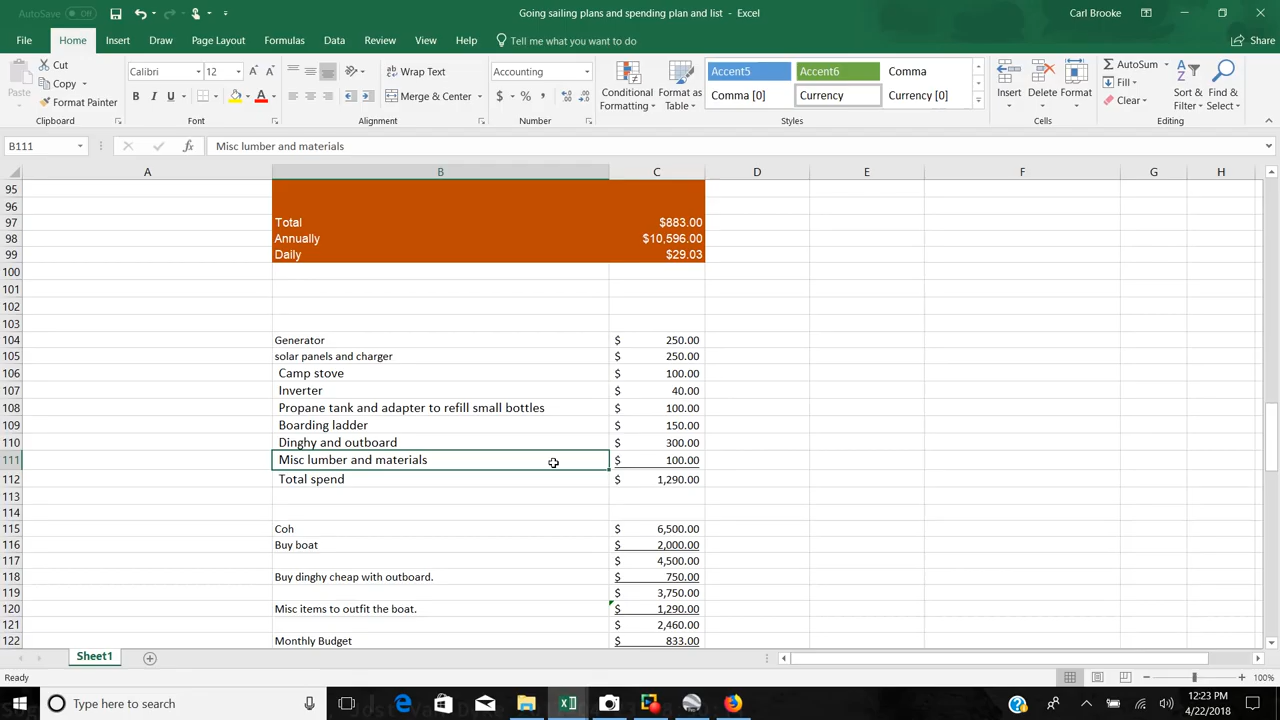 AutoSave Off
Going sailing plans and spending plan and list - Excel
Carl Brooke
File Home Insert Draw Page Layout Formulas Data Review View Help Tell me what you want to do Share
Paste
Cut
Copy
Format Painter
Clipboard
Calibri 12
B I U
Font
Wrap Text
Merge & Center
Alignment
Accounting
$ % ,
Number
Conditional Formatting
Format as Table
Accent5 Accent6 Comma
Comma [0] Currency Currency [0]
Styles
Insert Delete Format
Cells
AutoSum
Fill
Clear
Sort & Filter
Find & Select
Editing
B111 fx Misc lumber and materials
A B C D E F G H
95
96
97 Total $883.00
98 Annually $10,596.00
99 Daily $29.03
100
101
102
103
104 Generator $ 250.00
105 solar panels and charger $ 250.00
106 Camp stove $ 100.00
107 Inverter $ 40.00
108 Propane tank and adapter to refill small bottles $ 100.00
109 Boarding ladder $ 150.00
110 Dinghy and outboard $ 300.00
111 Misc lumber and materials $ 100.00
112 Total spend $ 1,290.00
113
114
115 Coh $ 6,500.00
116 Buy boat $ 2,000.00
117 $ 4,500.00
118 Buy dinghy cheap with outboard. $ 750.00
119 $ 3,750.00
120 Misc items to outfit the boat. $ 1,290.00
121 $ 2,460.00
122 Monthly Budget $ 833.00
Sheet1
Ready
100%
Type here to search
12:23 PM
4/22/2018